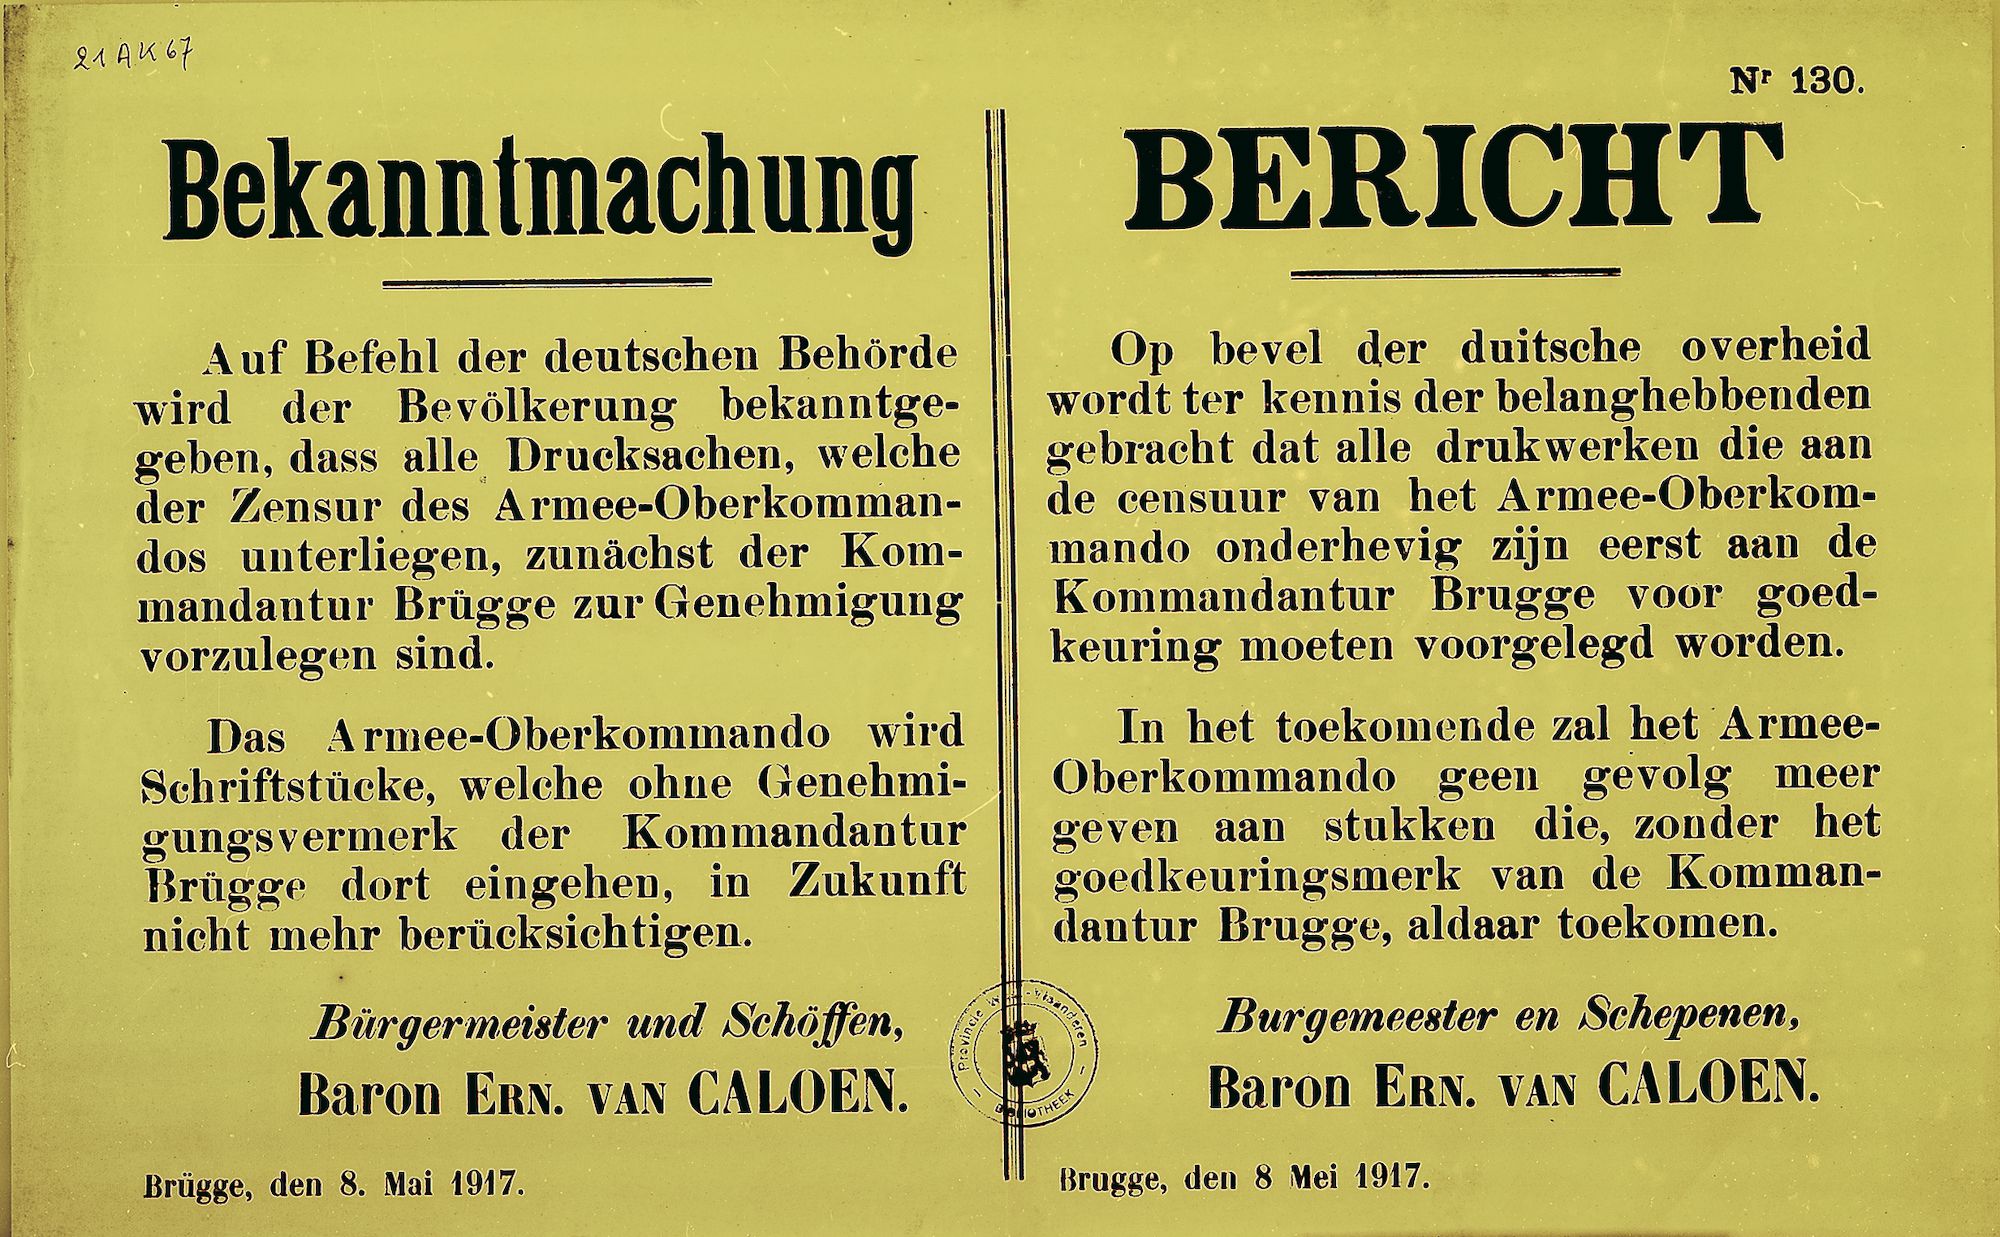 21 AK 67
Nr 130.
Bekanntmachung
Auf Befehl der deutschen Behörde
wird der Bevölkerung bekanntge-
geben, dass alle Drucksachen, welche
der Zensur des Armee-Oberkomman-
dos unterliegen, zunächst der Kom-
mandantur Brügge zur Genehmigung
vorzulegen sind.
Das Armee-Oberkommando wird
Schriftstücke, welche ohne Genehmi-
gungsvermerk der Kommandantur
Brügge dort eingehen, in Zukunft
nicht mehr berücksichtigen.
Bürgermeister und Schöffen,
Baron ERN. VAN CALOEN.
Brügge, den 8. Mai 1917.
BERICHT
Op bevel der duitsche overheid
wordt ter kennis der belanghebbenden
gebracht dat alle drukwerken die aan
de censuur van het Armee-Oberkom-
mando onderhevig zijn eerst aan de
Kommandantur Brugge voor goed-
keuring moeten voorgelegd worden.
In het toekomende zal het Armee-
Oberkommando geen gevolg meer
geven aan stukken die, zonder het
goedkeuringsmerk van de Komman-
dantur Brugge, aldaar toekomen.
Burgemeester en Schepenen,
Baron ERN. VAN CALOEN.
Brugge, den 8 Mei 1917.
Provincie West-Vlaanderen
BIBLIOTHEEK